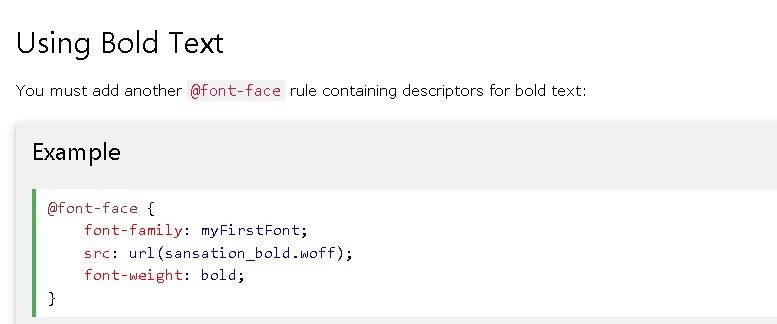 Using Bold Text
You must add another @font-face rule containing descriptors for bold text:
Example
@font-face {
    font-family: myFirstFont;
    src: url(sansation_bold.woff);
    font-weight: bold;
}